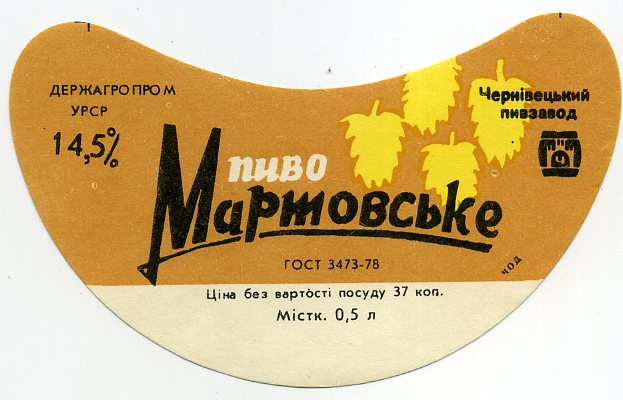 ДЕРЖАГРОПРОМ
УРСР
14,5%
Чернівецький
пивзавод
Ч
пиво
Мартовське
ГОСТ 3473-78
ЧОД
Ціна без вартості посуду 37 коп.
Містк. 0,5 л